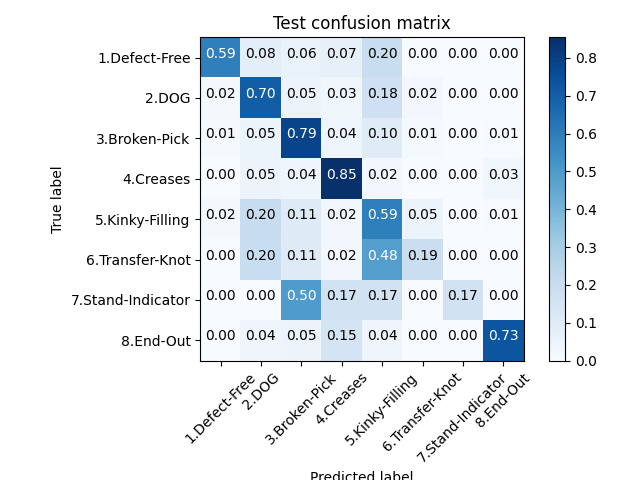 Test confusion matrix
True label
1.Defect-Free 0.59 0.08 0.06 0.07 0.20 0.00 0.00 0.00
2.DOG 0.02 0.70 0.05 0.03 0.18 0.02 0.00 0.00
3.Broken-Pick 0.01 0.05 0.79 0.04 0.10 0.01 0.00 0.01
4.Creases 0.00 0.05 0.04 0.85 0.02 0.00 0.00 0.03
5.Kinky-Filling 0.02 0.20 0.11 0.02 0.59 0.05 0.00 0.01
6.Transfer-Knot 0.00 0.20 0.11 0.02 0.48 0.19 0.00 0.00
7.Stand-Indicator 0.00 0.00 0.50 0.17 0.17 0.00 0.17 0.00
8.End-Out 0.00 0.04 0.05 0.15 0.04 0.00 0.00 0.73
1.Defect-Free
2.DOG
3.Broken-Pick
4.Creases
5.Kinky-Filling
6.Transfer-Knot
7.Stand-Indicator
8.End-Out
Predicted label
0.8
0.7
0.6
0.5
0.4
0.3
0.2
0.1
0.0